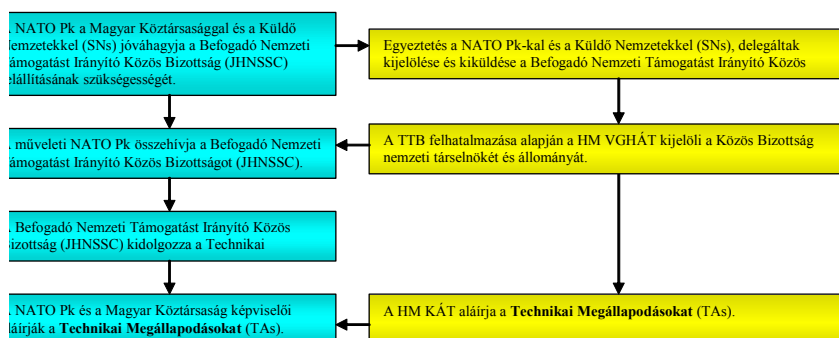 A NATO Pk a Magyar Köztársasággal és a Küldő
Nemzetekkel (SNs) jóváhagyja a Befogadó Nemzeti
Támogatást Irányító Közös Bizottság (JHNSSC)
elállításának szükségességét.
Egyeztetés a NATO Pk-kal és a Küldő Nemzetekkel (SNs), delegáltak
kijelölése és kiküldése a Befogadó Nemzeti Támogatást Irányító Közös
A műveleti NATO Pk összehívja a Befogadó Nemzeti
Támogatást Irányító Közös Bizottságot (JHNSSC).
A TTB felhatalmazása alapján a HM VGHÁT kijelöli a Közös Bizottság
nemzeti társelnökét és állományát.
A Befogadó Nemzeti Támogatást Irányító Közös
Bizottság (JHNSSC) kidolgozza a Technikai
A NATO Pk és a Magyar Köztársaság képviselői
aláírják a Technikai Megállapodásokat (TAs).
A HM KÁT aláírja a Technikai Megállapodásokat (TAs).